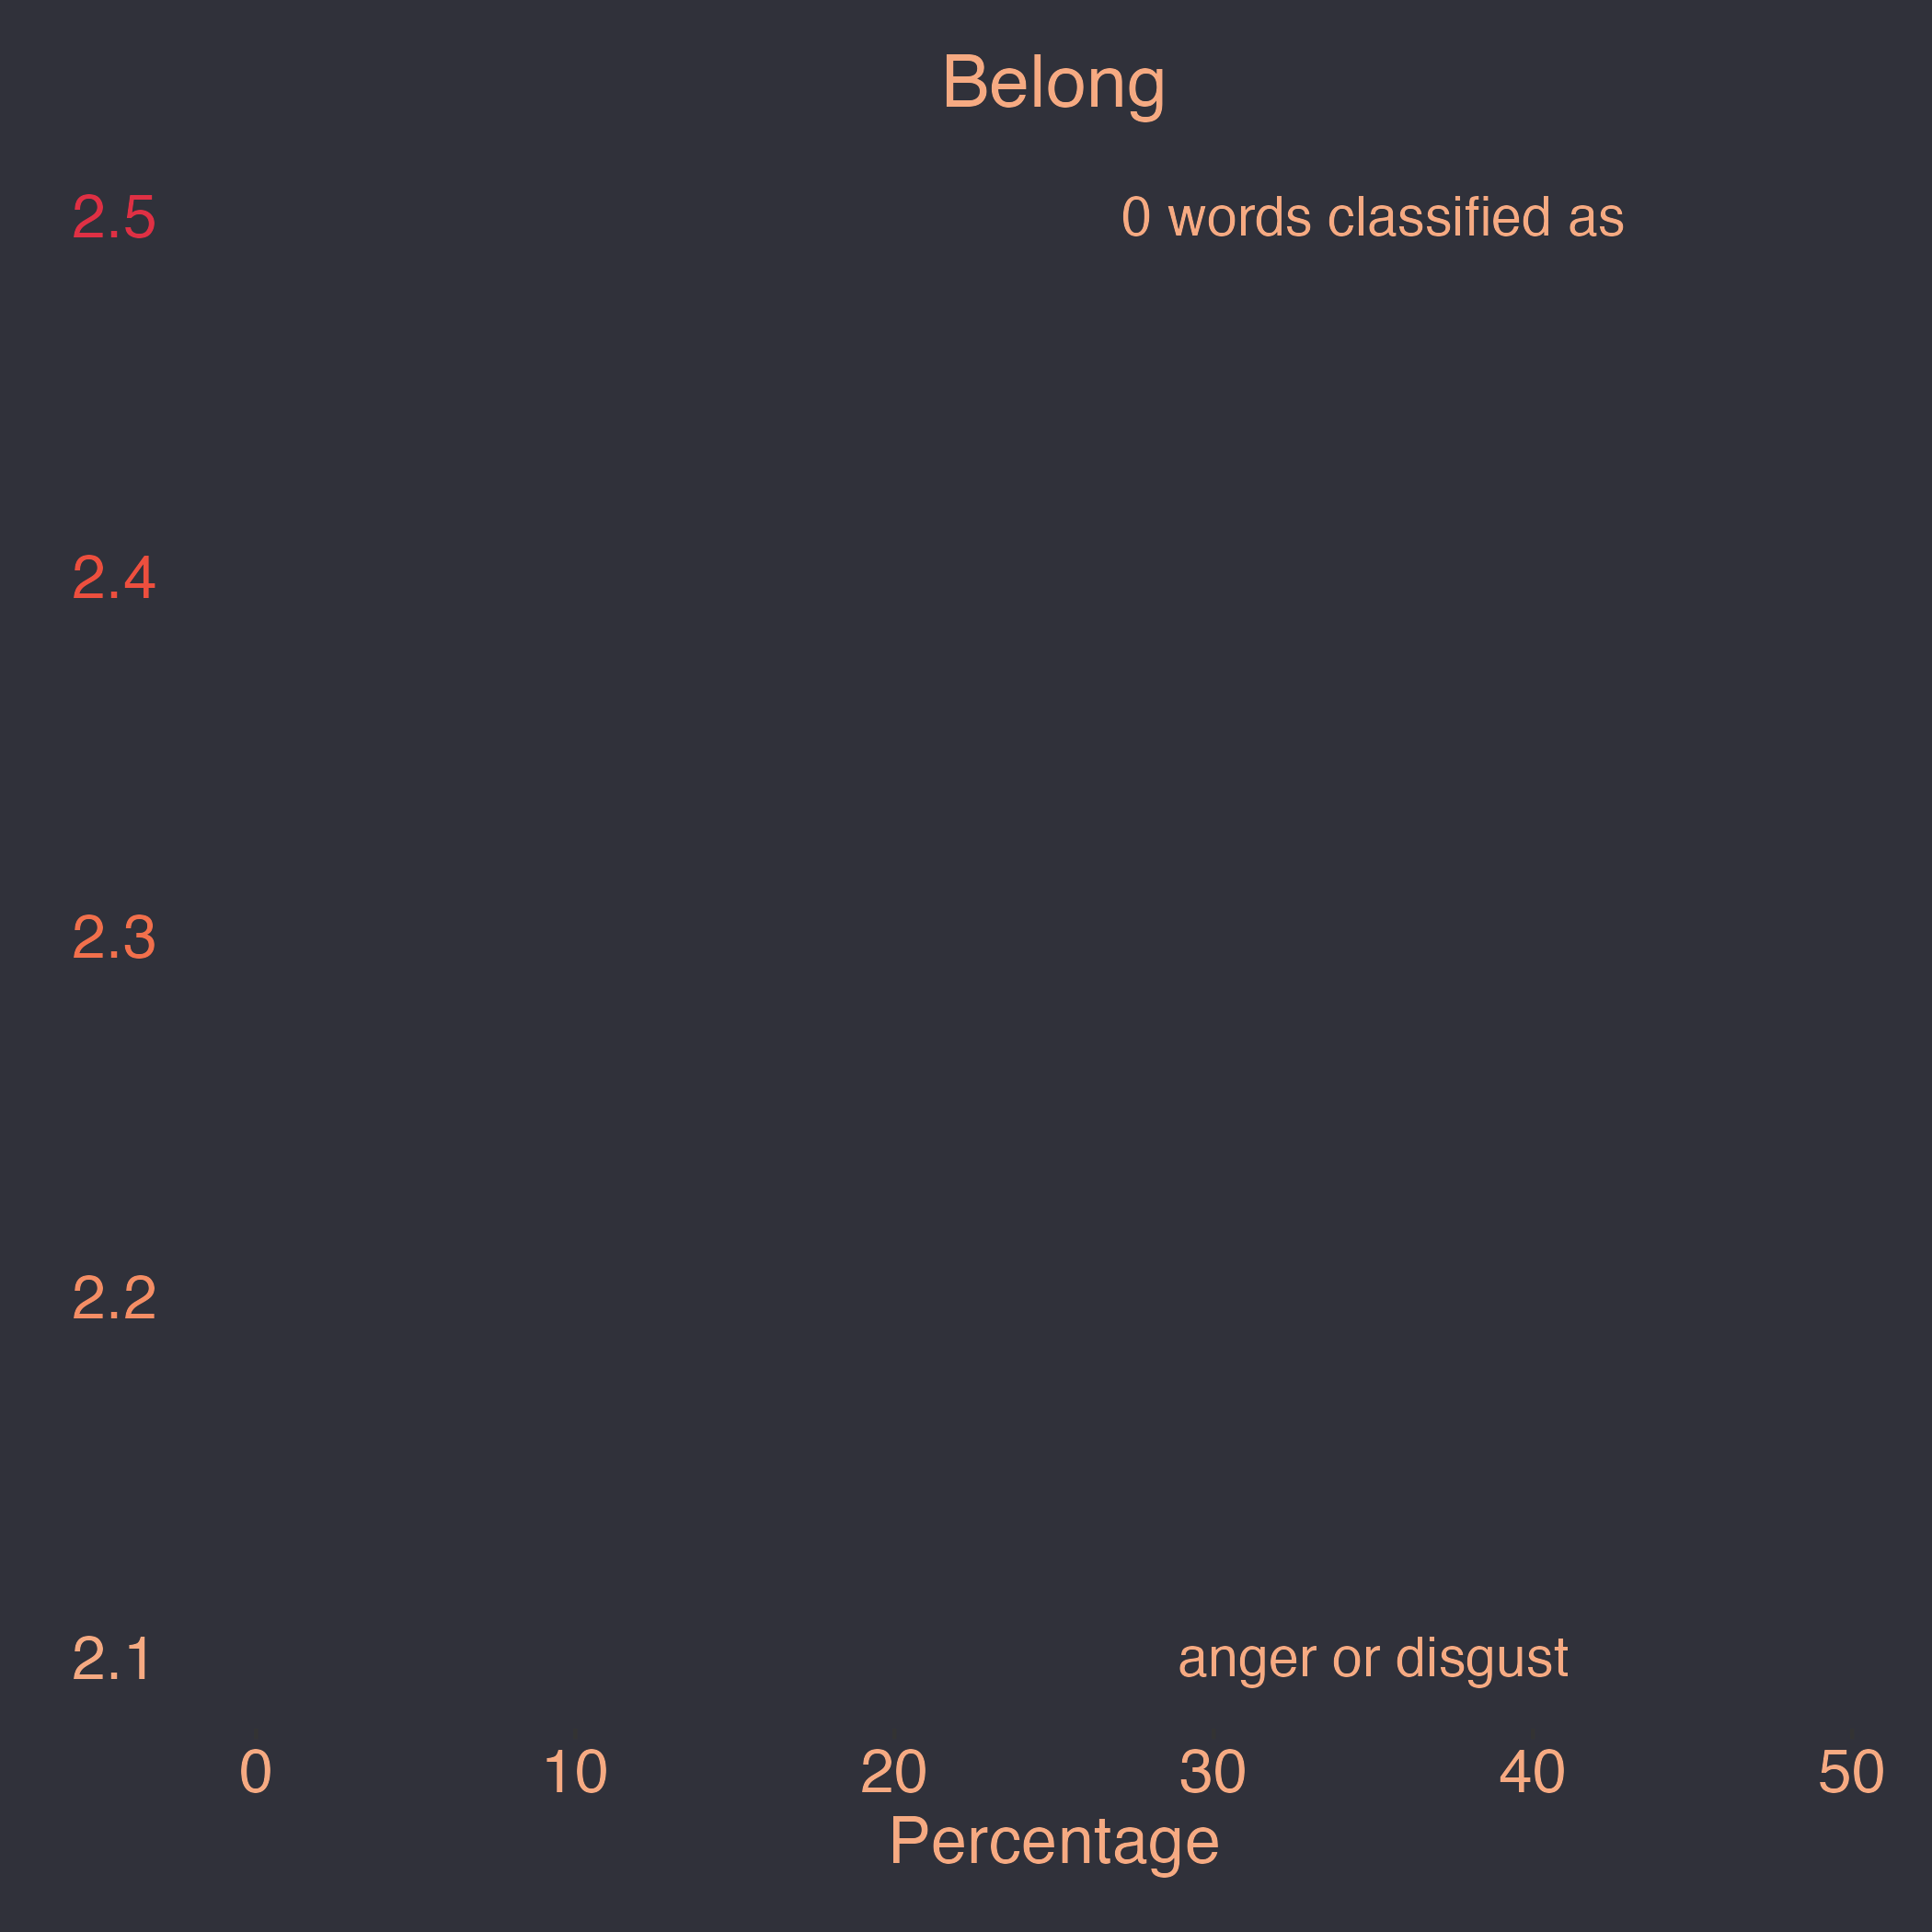 Belong
2.5
0 words classified as
2.4
2.3
2.2
2.1
anger or disgust
0 10 20 30 40 50
Percentage